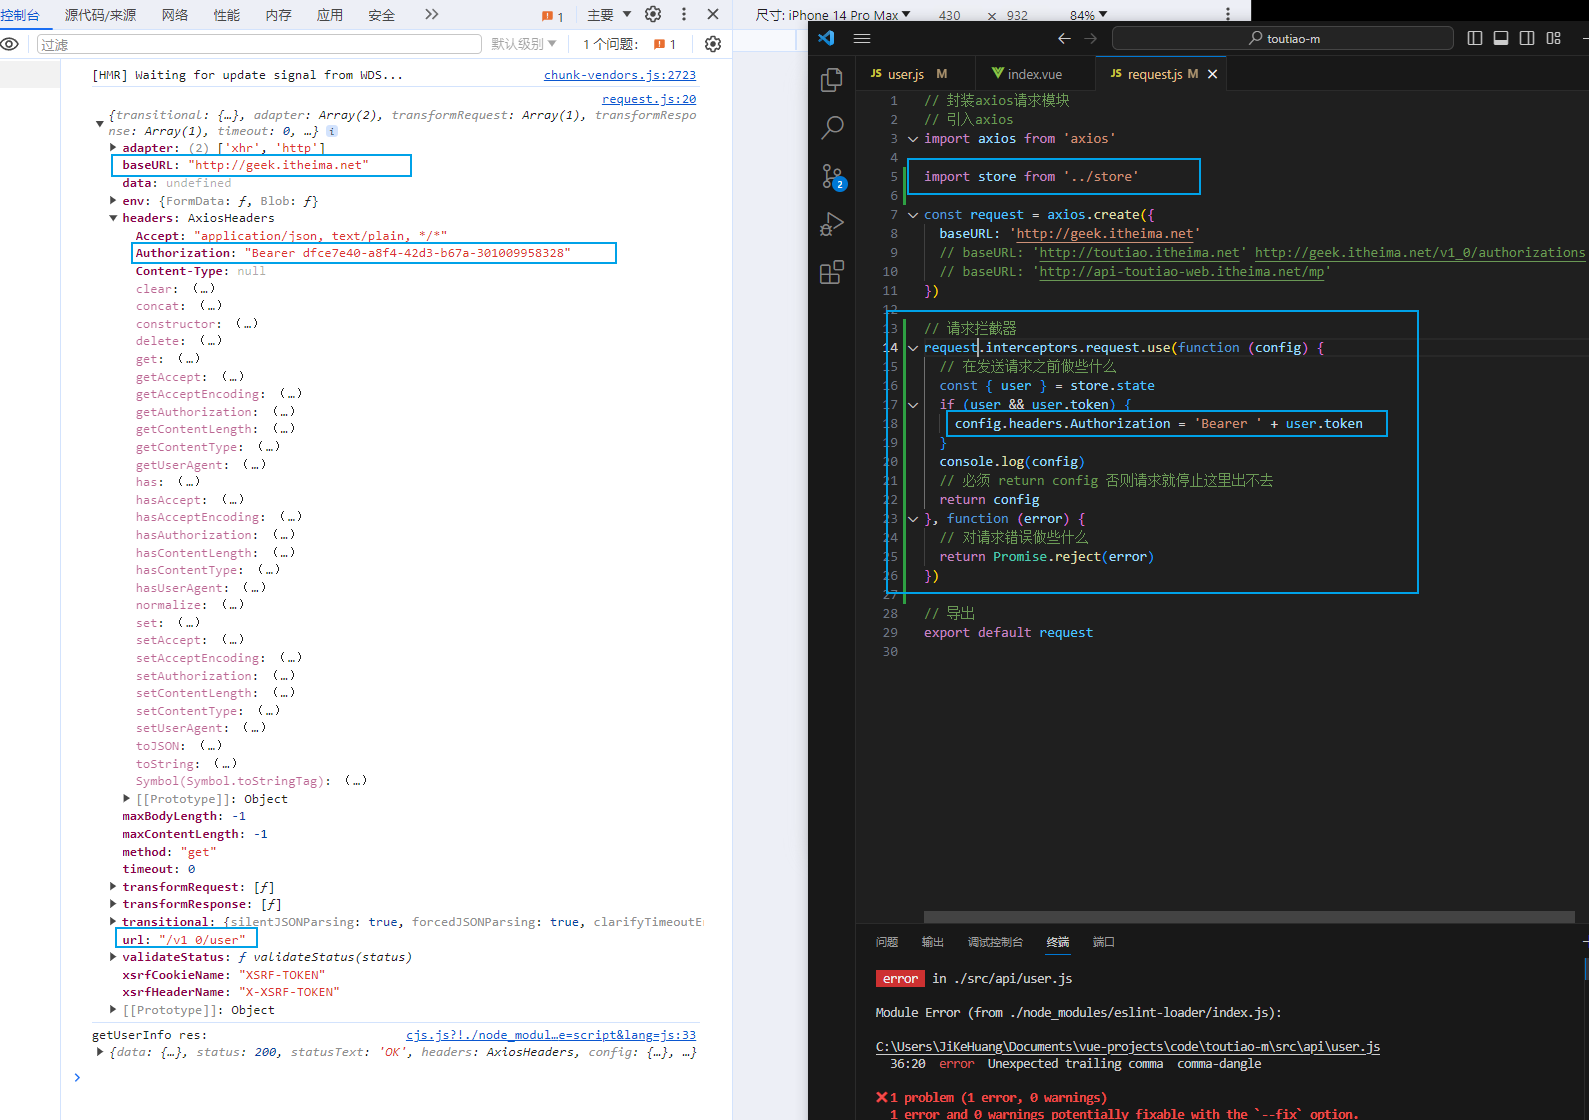 控制台 源代码/来源 网络 性能 内存 应用 安全 1 主要
过滤 默认级别 1 个问题: 1
[HMR] Waiting for update signal from WDS... chunk-vendors.js:2723
request.js:20
{transitional: {…}, adapter: Array(2), transformRequest: Array(1), transformRespo
nse: Array(1), timeout: 0, …} i
adapter: (2) ['xhr', 'http']
baseURL: "http://geek.itheima.net"
data: undefined
env: {FormData: ƒ, Blob: ƒ}
headers: AxiosHeaders
Accept: "application/json, text/plain, */*"
Authorization: "Bearer dfce7e40-a8f4-42d3-b67a-301009958328"
Content-Type: null
clear: (…)
concat: (…)
constructor: (…)
delete: (…)
get: (…)
getAccept: (…)
getAcceptEncoding: (…)
getAuthorization: (…)
getContentLength: (…)
getContentType: (…)
getUserAgent: (…)
has: (…)
hasAccept: (…)
hasAcceptEncoding: (…)
hasAuthorization: (…)
hasContentLength: (…)
hasContentType: (…)
hasUserAgent: (…)
normalize: (…)
set: (…)
setAccept: (…)
setAcceptEncoding: (…)
setAuthorization: (…)
setContentLength: (…)
setContentType: (…)
setUserAgent: (…)
toJSON: (…)
toString: (…)
Symbol(Symbol.toStringTag): (…)
[[Prototype]]: Object
maxBodyLength: -1
maxContentLength: -1
method: "get"
timeout: 0
transformRequest: [ƒ]
transformResponse: [ƒ]
transitional: {silentJSONParsing: true, forcedJSONParsing: true, clarifyTimeoutEr
url: "/v1_0/user"
validateStatus: ƒ validateStatus(status)
xsrfCookieName: "XSRF-TOKEN"
xsrfHeaderName: "X-XSRF-TOKEN"
[[Prototype]]: Object
getUserInfo res: cjs.js?!./node_modul…e=script&lang=js:33
{data: {…}, status: 200, statusText: 'OK', headers: AxiosHeaders, config: {…}, …}
尺寸: iPhone 14 Pro Max 430 × 932 84%
toutiao-m
2
JS user.js M index.vue JS request.js M
1 // 封装axios请求模块
2 // 引入axios
3 import axios from 'axios'
4
5 import store from '../store'
6
7 const request = axios.create({
8 baseURL: 'http://geek.itheima.net'
9 // baseURL: 'http://toutiao.itheima.net' http://geek.itheima.net/v1_0/authorizations
10 // baseURL: 'http://api-toutiao-web.itheima.net/mp'
11 })
12
13 // 请求拦截器
14 request.interceptors.request.use(function (config) {
15 // 在发送请求之前做些什么
16 const { user } = store.state
17 if (user && user.token) {
18 config.headers.Authorization = 'Bearer ' + user.token
19 }
20 console.log(config)
21 // 必须 return config 否则请求就停止这里出不去
22 return config
23 }, function (error) {
24 // 对请求错误做些什么
25 return Promise.reject(error)
26 })
27
28 // 导出
29 export default request
30
问题 输出 调试控制台 终端 端口
error in ./src/api/user.js
Module Error (from ./node_modules/eslint-loader/index.js):
C:\Users\JiKeHuang\Documents\vue-projects\code\toutiao-m\src\api\user.js
36:20 error Unexpected trailing comma comma-dangle
✖ 1 problem (1 error, 0 warnings)
1 error and 0 warnings potentially fixable with the `--fix` option.